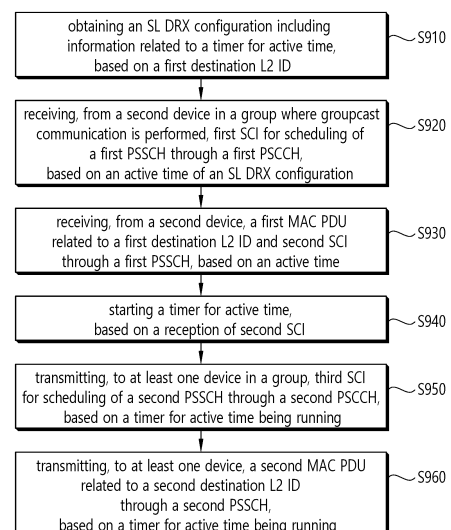 obtaining an SL DRX configuration including
information related to a timer for active time,
based on a first destination L2 ID
S910
receiving, from a second device in a group where groupcast
communication is performed, first SCI for scheduling of
a first PSSCH through a first PSCCH,
based on an active time of an SL DRX configuration
S920
receiving, from a second device, a first MAC PDU
related to a first destination L2 ID and second SCI
through a first PSSCH, based on an active time
S930
starting a timer for active time,
based on a reception of second SCI
S940
transmitting, to at least one device in a group, third SCI
for scheduling of a second PSSCH through a second PSCCH,
based on a timer for active time being running
S950
transmitting, to at least one device, a second MAC PDU
related to a second destination L2 ID
through a second PSSCH,
based on a timer for active time being running
S960